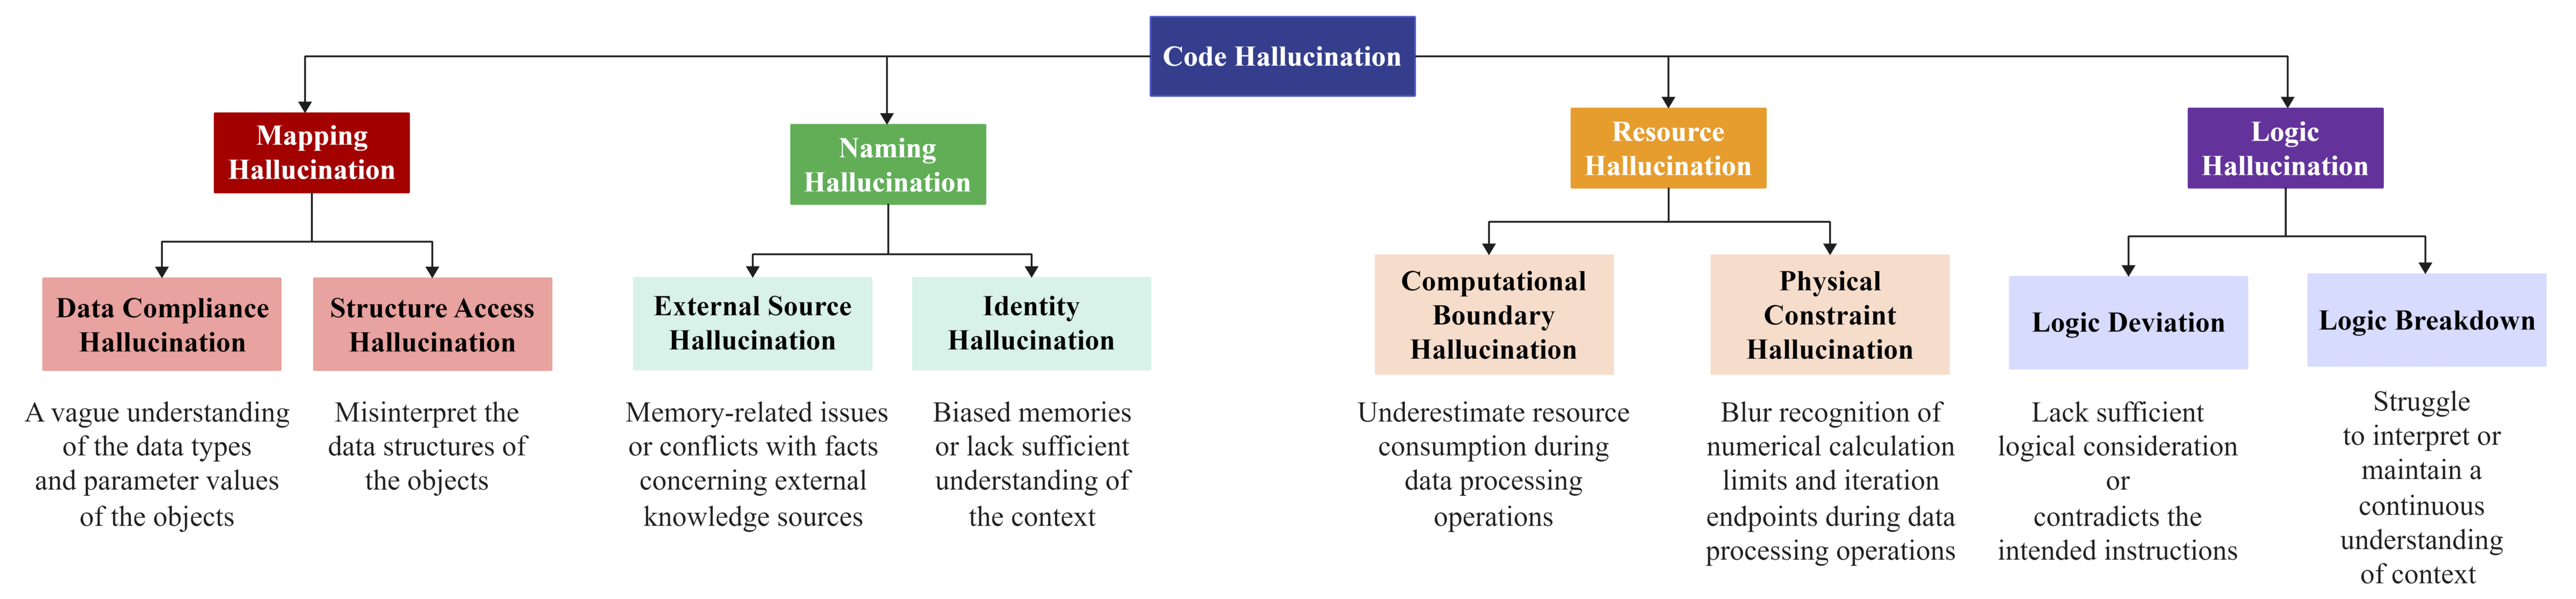 Code Hallucination
Mapping
Hallucination
Naming
Hallucination
Resource
Hallucination
Logic
Hallucination
Data Compliance
Hallucination
Structure Access
Hallucination
External Source
Hallucination
Identity
Hallucination
Computational
Boundary
Hallucination
Physical
Constraint
Hallucination
Logic Deviation
Logic Breakdown
A vague understanding
of the data types
and parameter values
of the objects
Misinterpret the
data structures of
the objects
Memory-related issues
or conflicts with facts
concerning external
knowledge sources
Biased memories
or lack sufficient
understanding of
the context
Underestimate resource
consumption during
data processing
operations
Blur recognition of
numerical calculation
limits and iteration
endpoints during data
processing operations
Lack sufficient
logical consideration
or
contradicts the
intended instructions
Struggle
to interpret or
maintain a
continuous
understanding
of context